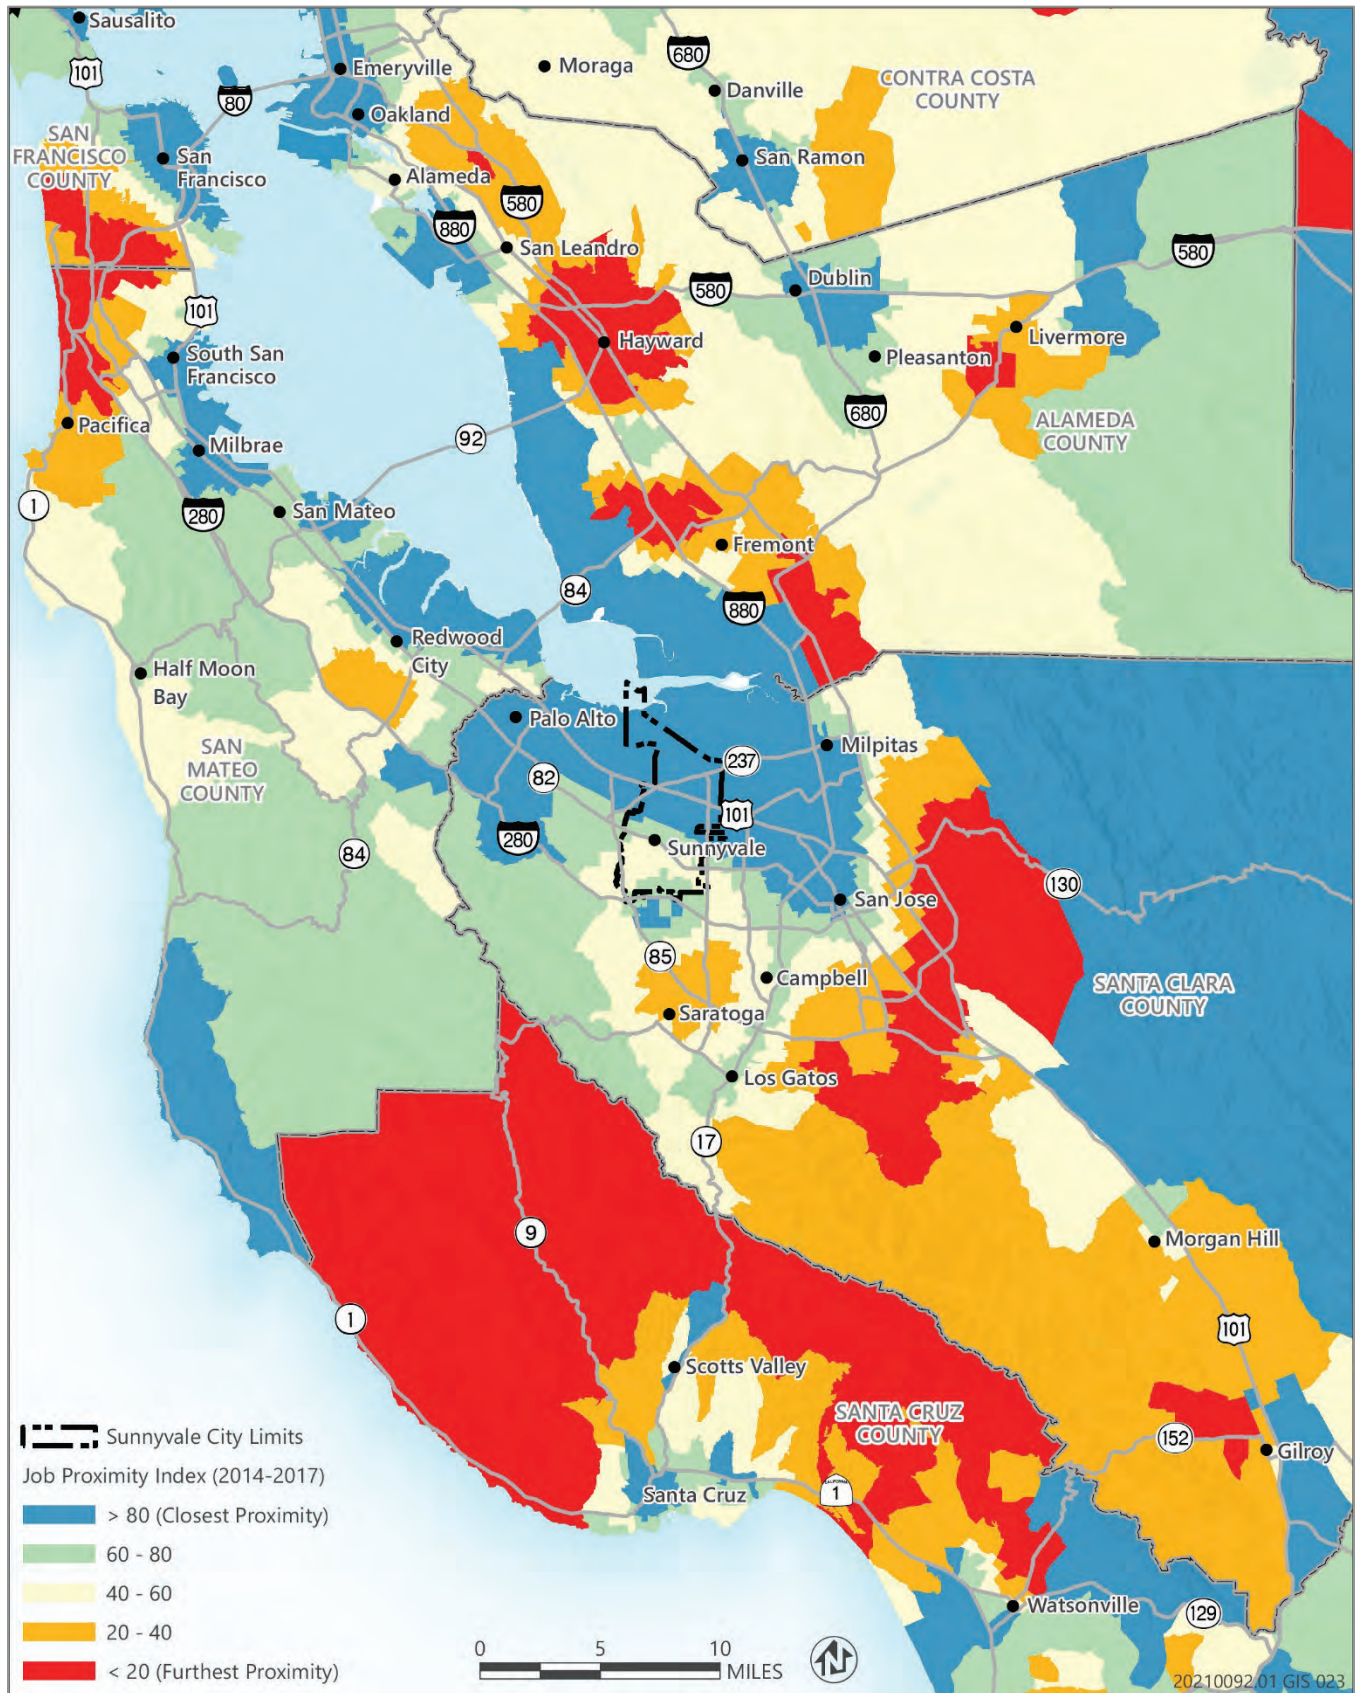 Sausalito
101
Emeryville
Moraga
680
Danville
CONTRA COSTA
COUNTY
80
Oakland
SAN
FRANCISCO
COUNTY
San
Francisco
San Ramon
Alameda
580
880
San Leandro
580
580
Dublin
101
Hayward
Livermore
South San
Francisco
Pleasanton
680
Pacifica
ALAMEDA
COUNTY
92
Milbrae
1
280
San Mateo
Fremont
84
880
Redwood
City
Half Moon
Bay
Palo Alto
SAN
MATEO
COUNTY
Milpitas
237
82
101
280
Sunnyvale
84
130
San Jose
85
Campbell
SANTA CLARA
COUNTY
Saratoga
Los Gatos
17
9
Morgan Hill
1
101
Scotts Valley
SANTA CRUZ
COUNTY
152
Gilroy
CALIFORNIA
1
Santa Cruz
Watsonville
129
Sunnyvale City Limits
Job Proximity Index (2014-2017)
> 80 (Closest Proximity)
60 - 80
40 - 60
20 - 40
< 20 (Furthest Proximity)
0 5 10
MILES
N
20210092.01 GIS 023